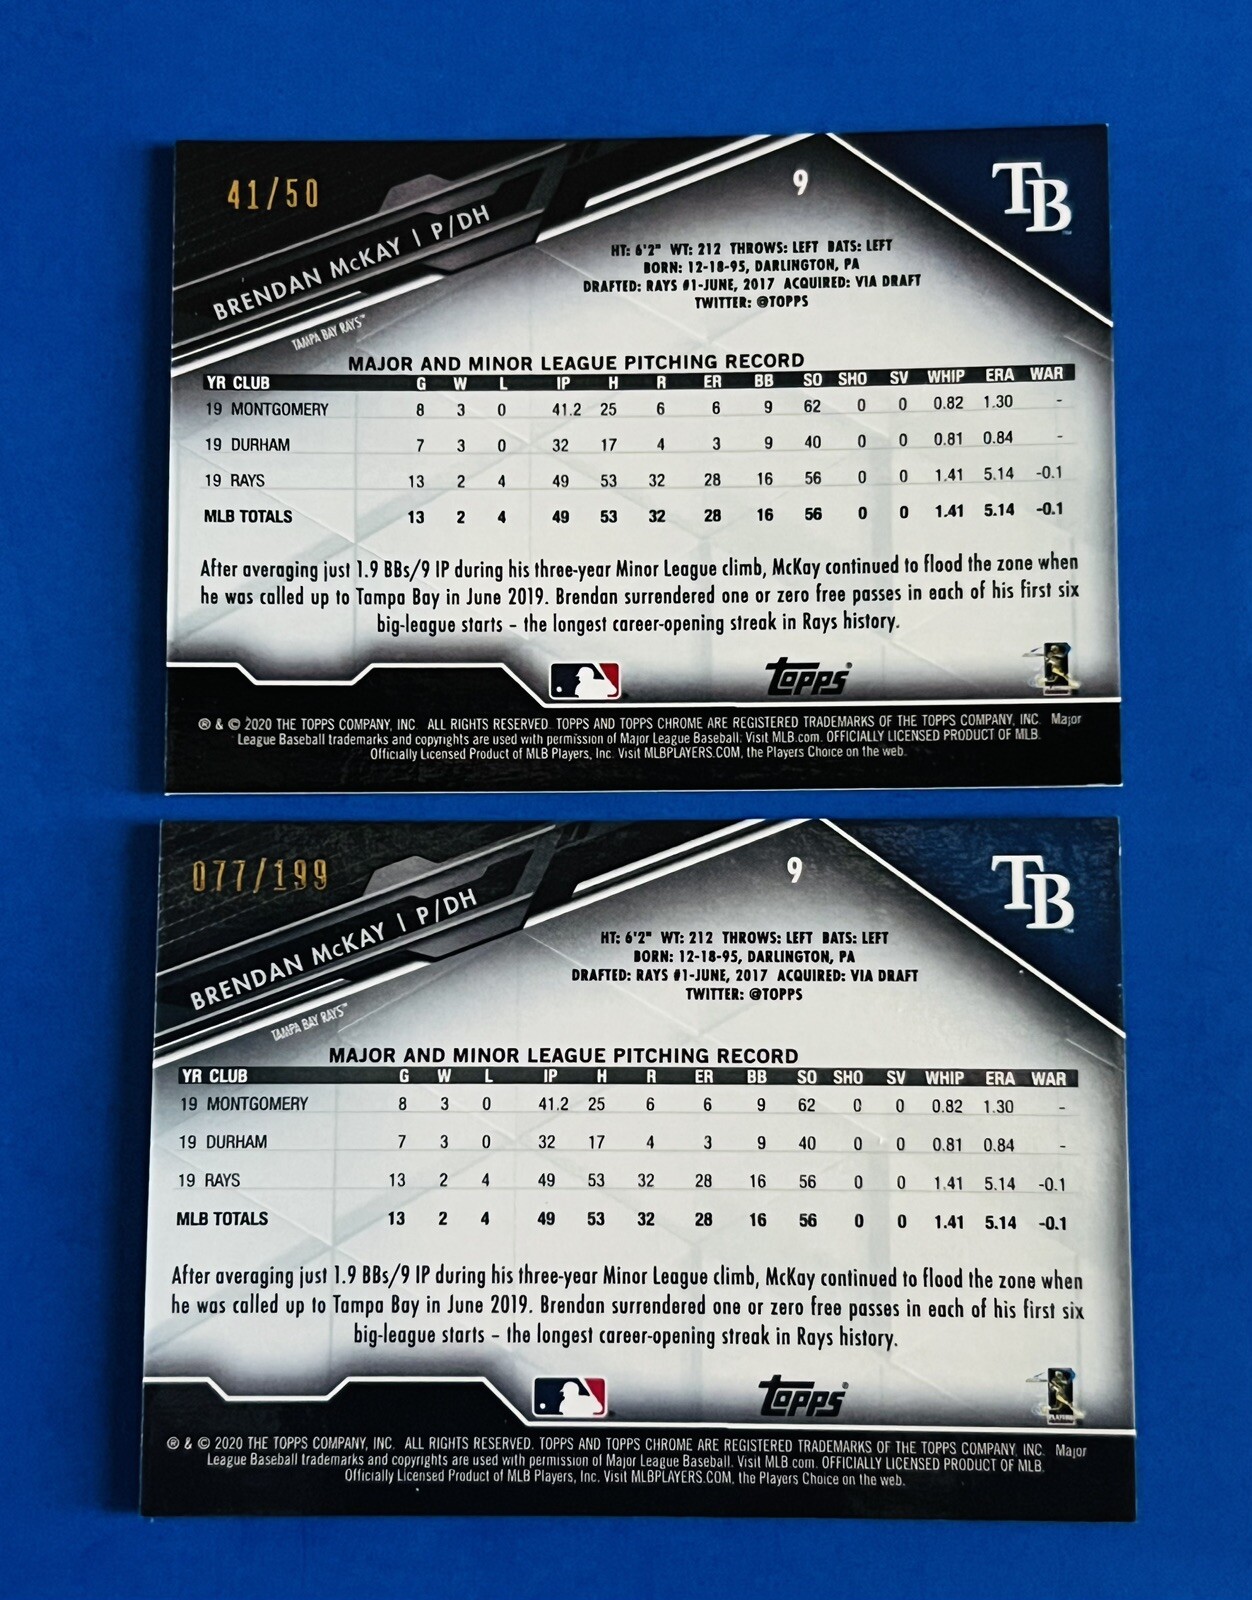 41/50
9
TB
BRENDAN McKAY | P/DH
TAMPA BAY RAYS™
HT: 6'2" WT: 212 THROWS: LEFT BATS: LEFT
BORN: 12-18-95, DARLINGTON, PA
DRAFTED: RAYS #1-JUNE, 2017 ACQUIRED: VIA DRAFT
TWITTER: @TOPPS
MAJOR AND MINOR LEAGUE PITCHING RECORD
YR CLUB G W L IP H R ER BB SO SHO SV WHIP ERA WAR
19 MONTGOMERY 8 3 0 41.2 25 6 6 9 62 0 0 0.82 1.30 -
19 DURHAM 7 3 0 32 17 4 3 9 40 0 0 0.81 0.84 -
19 RAYS 13 2 4 49 53 32 28 16 56 0 0 1.41 5.14 -0.1
MLB TOTALS 13 2 4 49 53 32 28 16 56 0 0 1.41 5.14 -0.1
After averaging just 1.9 BBs/9 IP during his three-year Minor League climb, McKay continued to flood the zone when
he was called up to Tampa Bay in June 2019. Brendan surrendered one or zero free passes in each of his first six
big-league starts – the longest career-opening streak in Rays history.
Topps®
® & © 2020 THE TOPPS COMPANY, INC. ALL RIGHTS RESERVED. TOPPS AND TOPPS CHROME ARE REGISTERED TRADEMARKS OF THE TOPPS COMPANY, INC. Major
League Baseball trademarks and copyrights are used with permission of Major League Baseball. Visit MLB.com. OFFICIALLY LICENSED PRODUCT OF MLB.
Officially Licensed Product of MLB Players, Inc. Visit MLBPLAYERS.COM, the Players Choice on the web.
077/199
9
TB
BRENDAN McKAY | P/DH
TAMPA BAY RAYS™
HT: 6'2" WT: 212 THROWS: LEFT BATS: LEFT
BORN: 12-18-95, DARLINGTON, PA
DRAFTED: RAYS #1-JUNE, 2017 ACQUIRED: VIA DRAFT
TWITTER: @TOPPS
MAJOR AND MINOR LEAGUE PITCHING RECORD
YR CLUB G W L IP H R ER BB SO SHO SV WHIP ERA WAR
19 MONTGOMERY 8 3 0 41.2 25 6 6 9 62 0 0 0.82 1.30 -
19 DURHAM 7 3 0 32 17 4 3 9 40 0 0 0.81 0.84 -
19 RAYS 13 2 4 49 53 32 28 16 56 0 0 1.41 5.14 -0.1
MLB TOTALS 13 2 4 49 53 32 28 16 56 0 0 1.41 5.14 -0.1
After averaging just 1.9 BBs/9 IP during his three-year Minor League climb, McKay continued to flood the zone when
he was called up to Tampa Bay in June 2019. Brendan surrendered one or zero free passes in each of his first six
big-league starts – the longest career-opening streak in Rays history.
Topps®
PLAYERS
® & © 2020 THE TOPPS COMPANY, INC. ALL RIGHTS RESERVED. TOPPS AND TOPPS CHROME ARE REGISTERED TRADEMARKS OF THE TOPPS COMPANY, INC. Major
League Baseball trademarks and copyrights are used with permission of Major League Baseball. Visit MLB.com. OFFICIALLY LICENSED PRODUCT OF MLB.
Officially Licensed Product of MLB Players, Inc. Visit MLBPLAYERS.COM, the Players Choice on the web.